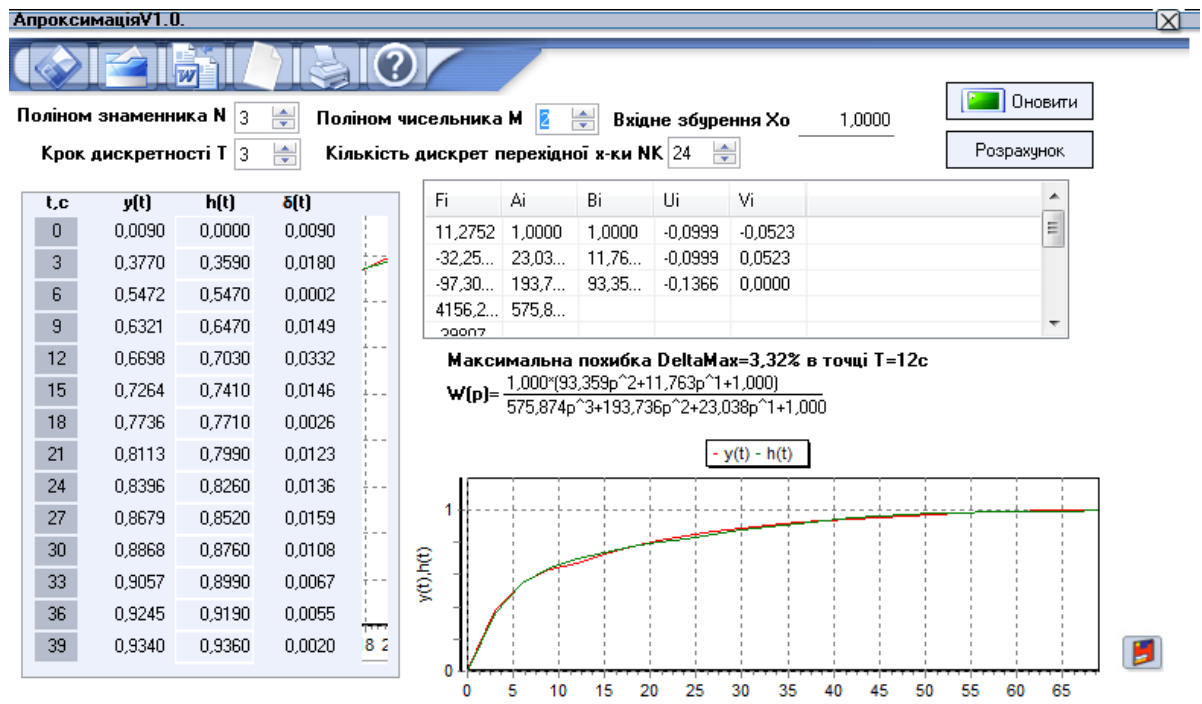 АпроксимаціяV1.0.
W
?
Поліном знаменника N 3 Поліном чисельника M 2 Вхідне збурення Xo 1,0000 Оновити
Крок дискретності T 3 Кількість дискрет перехідної х-ки NK 24 Розрахунок
t,c y(t) h(t) δ(t)
0 0,0090 0,0000 0,0090
3 0,3770 0,3590 0,0180
6 0,5472 0,5470 0,0002
9 0,6321 0,6470 0,0149
12 0,6698 0,7030 0,0332
15 0,7264 0,7410 0,0146
18 0,7736 0,7710 0,0026
21 0,8113 0,7990 0,0123
24 0,8396 0,8260 0,0136
27 0,8679 0,8520 0,0159
30 0,8868 0,8760 0,0108
33 0,9057 0,8990 0,0067
36 0,9245 0,9190 0,0055
39 0,9340 0,9360 0,0020
8 2
Fi Ai Bi Ui Vi
11,2752 1,0000 1,0000 -0,0999 -0,0523
-32,25... 23,03... 11,76... -0,0999 0,0523
-97,30... 193,7... 93,35... -0,1366 0,0000
4156,2... 575,8...
Максимальна похибка DeltaMax=3,32% в точці T=12c
W(p)= 1,000*(93,359p^2+11,763p^1+1,000)
575,874p^3+193,736p^2+23,038p^1+1,000
- y(t) - h(t)
y(t),h(t)
1
0
0 5 10 15 20 25 30 35 40 45 50 55 60 65